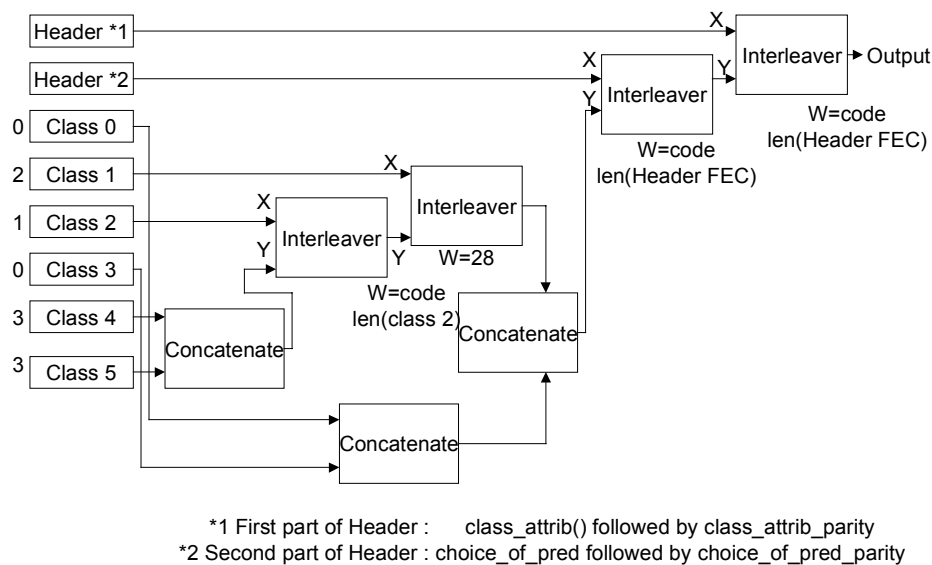 Header *1
X
Interleaver
Output
W=code
len(Header FEC)
Header *2
X
Y
Interleaver
Y
W=code
len(Header FEC)
0 Class 0
2 Class 1
X
Interleaver
W=28
1 Class 2
X
Y
Interleaver
Y
W=code
len(class 2)
0 Class 3
3 Class 4
3 Class 5
Concatenate
Concatenate
Concatenate
*1 First part of Header : class_attrib() followed by class_attrib_parity
*2 Second part of Header : choice_of_pred followed by choice_of_pred_parity